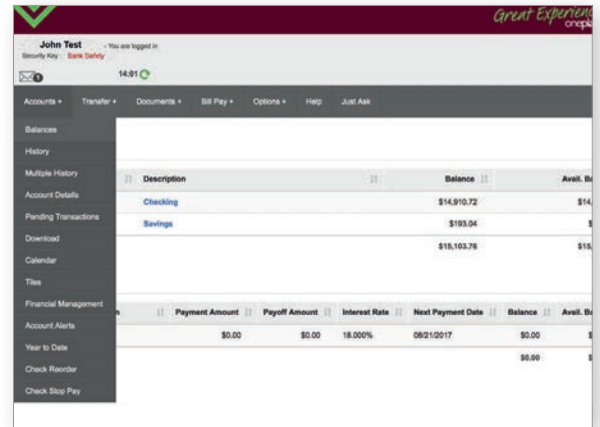 Great Experienc
onepla
John Test - You are logged in
Security Key : Bank Safely
1 14:01
Accounts + Transfer + Documents + Bill Pay + Options + Help Just Ask
Balances
History
Multiple History
Description Balance Avail. Ba
Account Details
Checking $14,910.72 $14,
Pending Transactions
Savings $193.04 $
Download
$15,103.76 $15,
Calendar
Tiles
Financial Management
n Payment Amount Payoff Amount Interest Rate Next Payment Date Balance Avail. Ba
Account Alerts
$0.00 $0.00 18.000% 08/21/2017 $0.00 $
Year to Date
$0.00 $
Check Reorder
Check Stop Pay